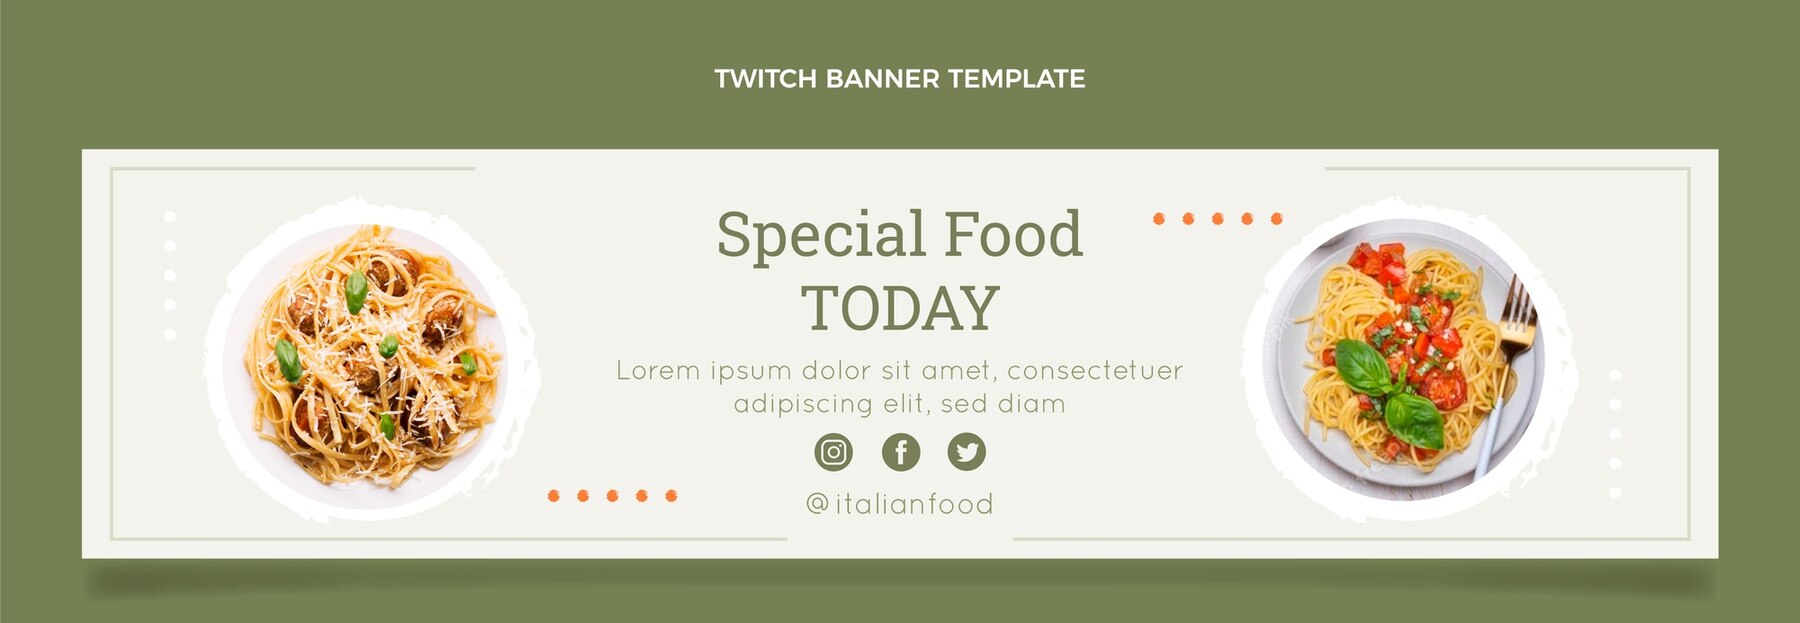 TWITCH BANNER TEMPLATE
Special Food
TODAY
Lorem ipsum dolor sit amet, consectetuer
adipiscing elit, sed diam
@italianfood